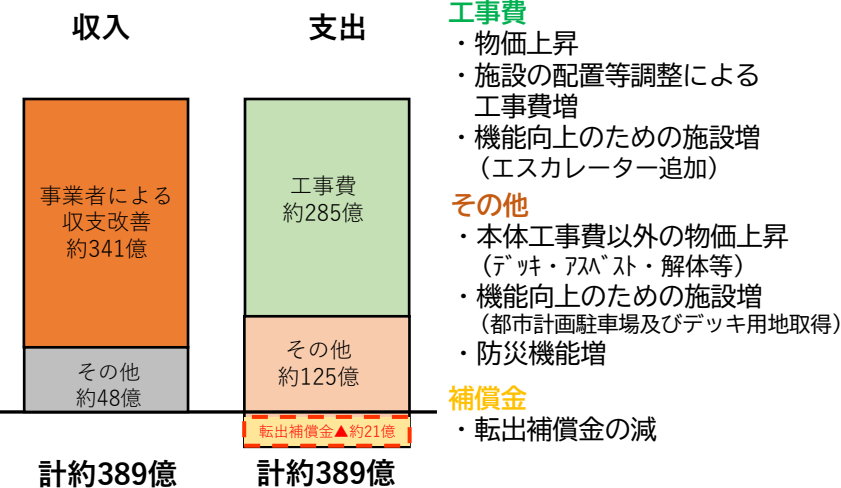 収入
支出
事業者による
収支改善
約341億
その他
約48億
工事費
約285億
その他
約125億
転出補償金▲約21億
計約389億
計約389億
工事費
・物価上昇
・施設の配置等調整による
工事費増
・機能向上のための施設増
（エスカレーター追加）
その他
・本体工事費以外の物価上昇
（ﾃﾞｯｷ・ｱｽﾍﾞｽﾄ・解体等）
・機能向上のための施設増
（都市計画駐車場及びデッキ用地取得）
・防災機能増
補償金
・転出補償金の減